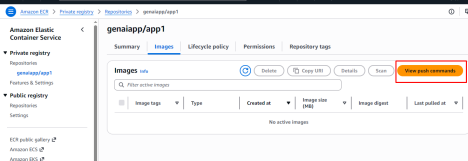 Amazon ECR > Private registry > Repositories > genaiapp/app1
Amazon Elastic
Container Service
Private registry
Repositories
genaiapp/app1
Features & Settings
Public registry
Repositories
Settings
ECR public gallery
Amazon ECS
Amazon EKS
genaiapp/app1
Summary Images Lifecycle policy Permissions Repository tags
Images Info Delete Copy URI Details Scan View push commands
Filter active images
Image tags Type Created at Image size (MB) Image digest Last pulled at
No active images